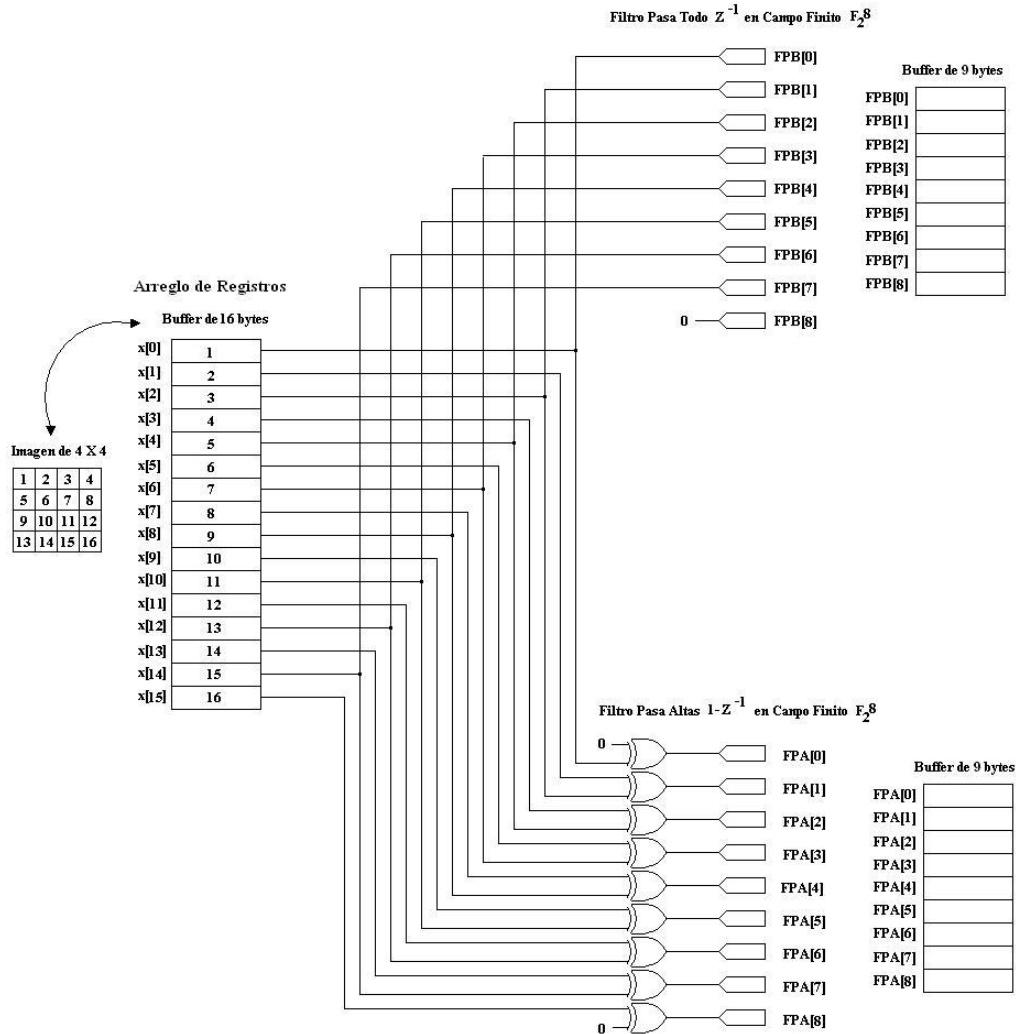 Filtro Pasa Todo Z -1 en Campo Finito F2 8
FPB[0]
FPB[1]
FPB[2]
FPB[3]
FPB[4]
FPB[5]
FPB[6]
FPB[7]
0 FPB[8]
Buffer de 9 bytes
FPB[0]
FPB[1]
FPB[2]
FPB[3]
FPB[4]
FPB[5]
FPB[6]
FPB[7]
FPB[8]
Arreglo de Registros
Buffer de 16 bytes
x[0] 1
x[1] 2
x[2] 3
x[3] 4
x[4] 5
x[5] 6
x[6] 7
x[7] 8
x[8] 9
x[9] 10
x[10] 11
x[11] 12
x[12] 13
x[13] 14
x[14] 15
x[15] 16
Imagen de 4 X 4
1 2 3 4
5 6 7 8
9 10 11 12
13 14 15 16
Filtro Pasa Altas 1-Z -1 en Campo Finito F2 8
0 FPA[0]
FPA[1]
FPA[2]
FPA[3]
FPA[4]
FPA[5]
FPA[6]
FPA[7]
0 FPA[8]
Buffer de 9 bytes
FPA[0]
FPA[1]
FPA[2]
FPA[3]
FPA[4]
FPA[5]
FPA[6]
FPA[7]
FPA[8]